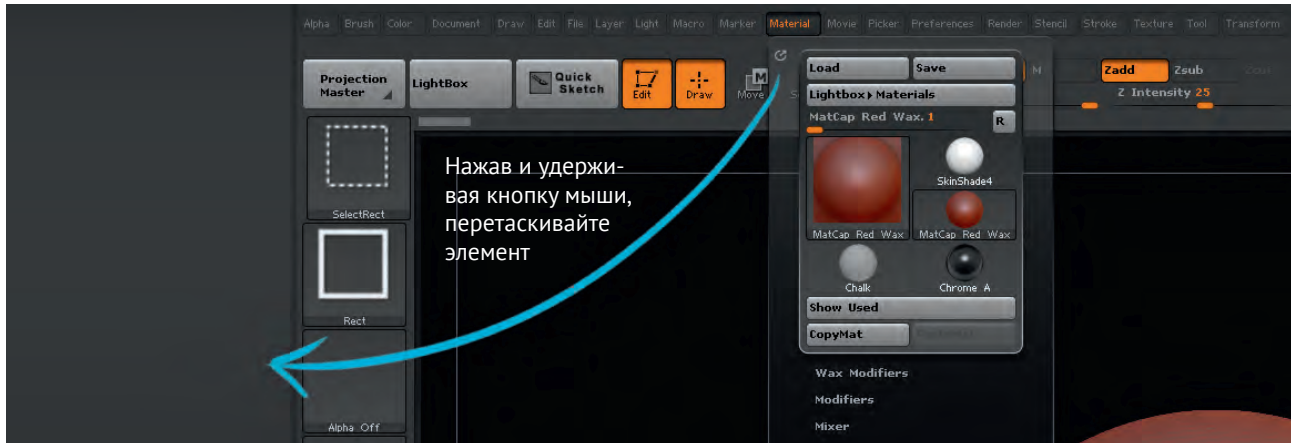 Alpha Brush Color Document Draw Edit File Layer Light Macro Marker Material Movie Picker Preferences Render Stencil Stroke Texture Tool Transform
Projection
Master
LightBox
Quick
Sketch
Edit
Draw
Move
M
Load
Save
M
Zadd
Zsub
Lightbox▸Materials
Z Intensity 25
MatCap Red Wax. 1
R
SkinShade4
MatCap Red Wax
MatCap Red Wax
Chalk
Chrome A
Show Used
CopyMat
Wax Modifiers
Modifiers
Mixer
SelectRect
Rect
Alpha Off
Нажав и удержи-
вая кнопку мыши,
перетаскивайте
элемент